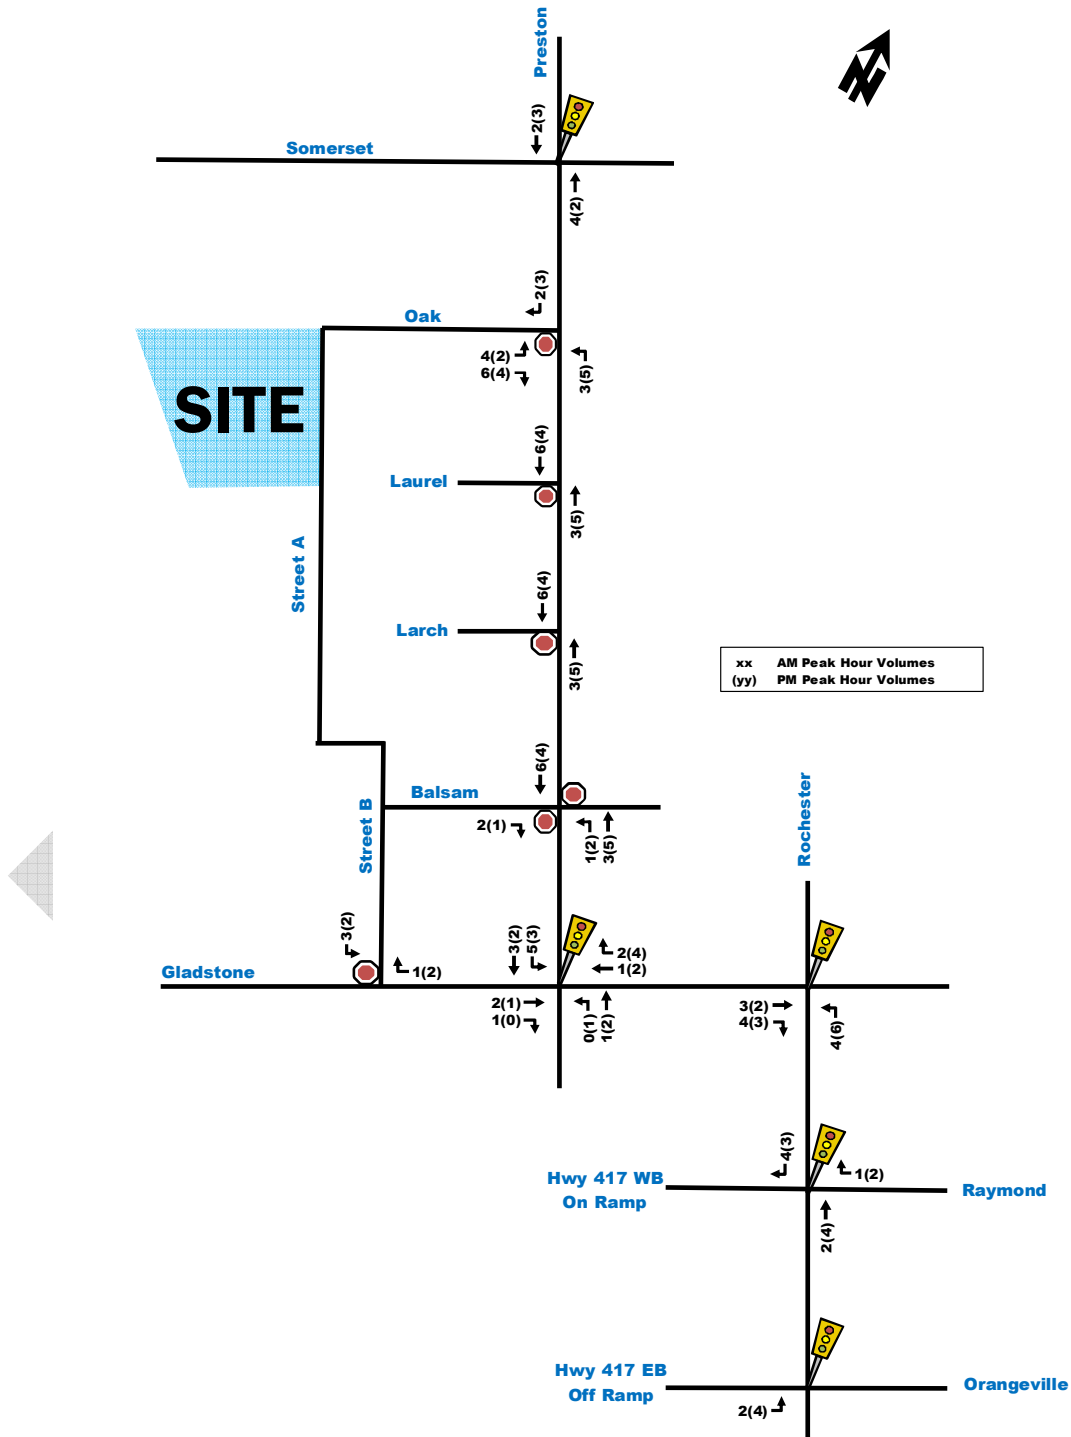 Preston
N
2(3)
Somerset
4(2)
2(3)
Oak
4(2)
6(4)
3(5)
SITE
6(4)
Laurel
3(5)
Street A
6(4)
Larch
3(5)
xx AM Peak Hour Volumes
(yy) PM Peak Hour Volumes
6(4)
Balsam
2(1)
1(2)
3(5)
Street B
Rochester
3(2)
1(2)
Gladstone
3(2)
5(3)
2(4)
1(2)
2(1)
1(0)
0(1)
1(2)
3(2)
4(3)
4(6)
4(3)
1(2)
Hwy 417 WB
On Ramp
Raymond
2(4)
Hwy 417 EB
Off Ramp
Orangeville
2(4)